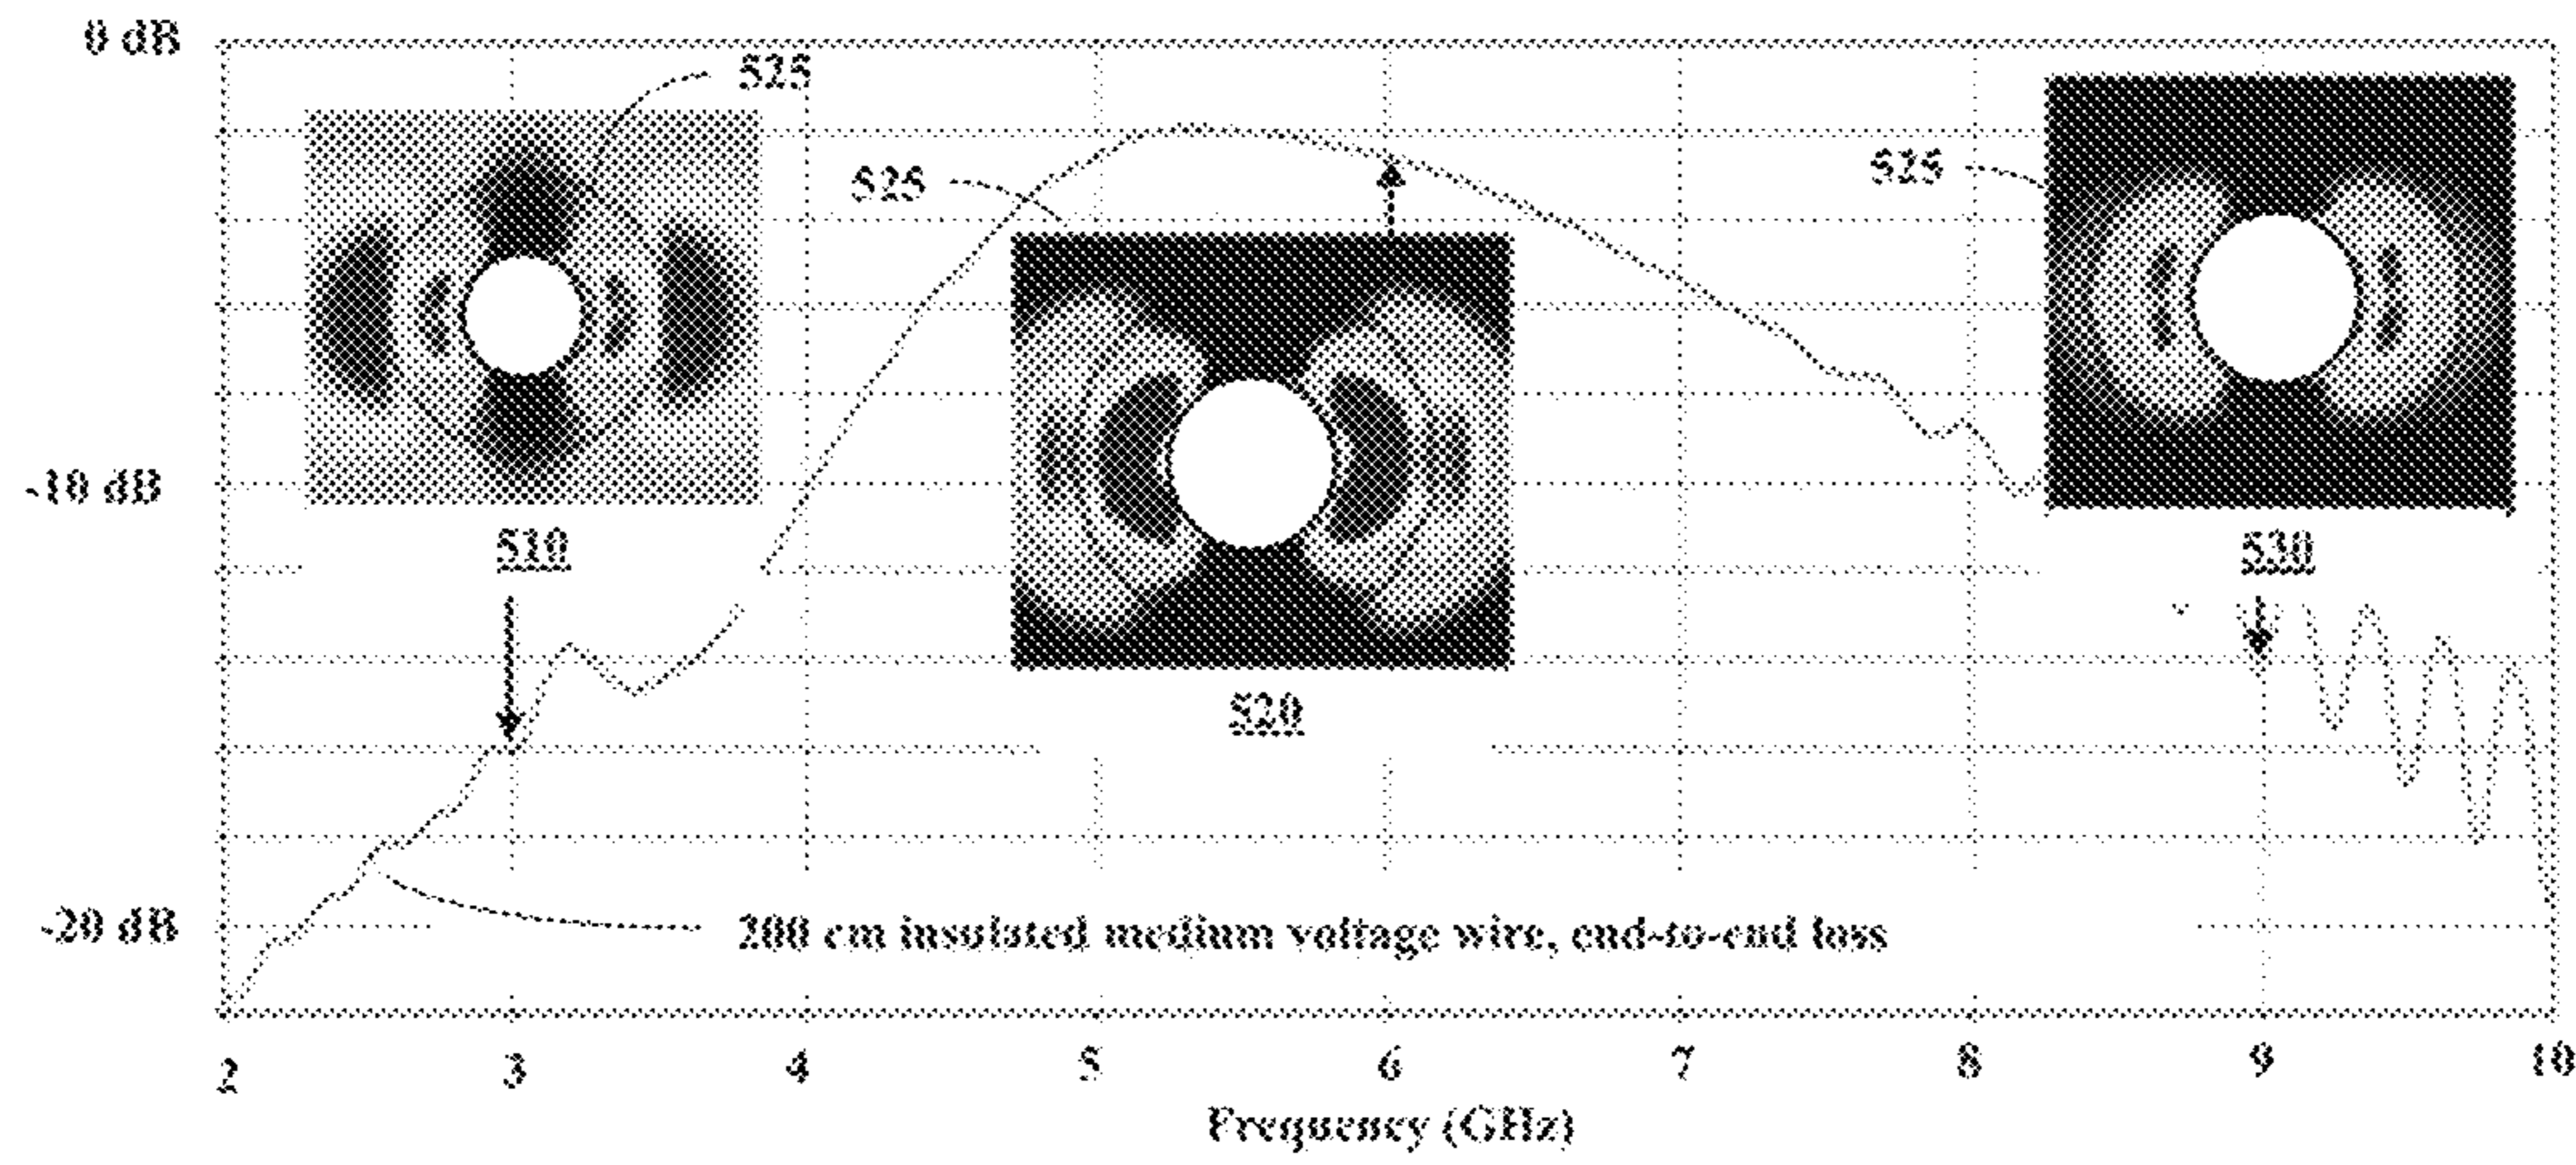 0 dB
525
525
525
-10 dB
510
530
520
-20 dB
200 cm insulated medium voltage wire, end-to-end loss
2 3 4 5 6 7 8 9 10
Frequency (GHz)